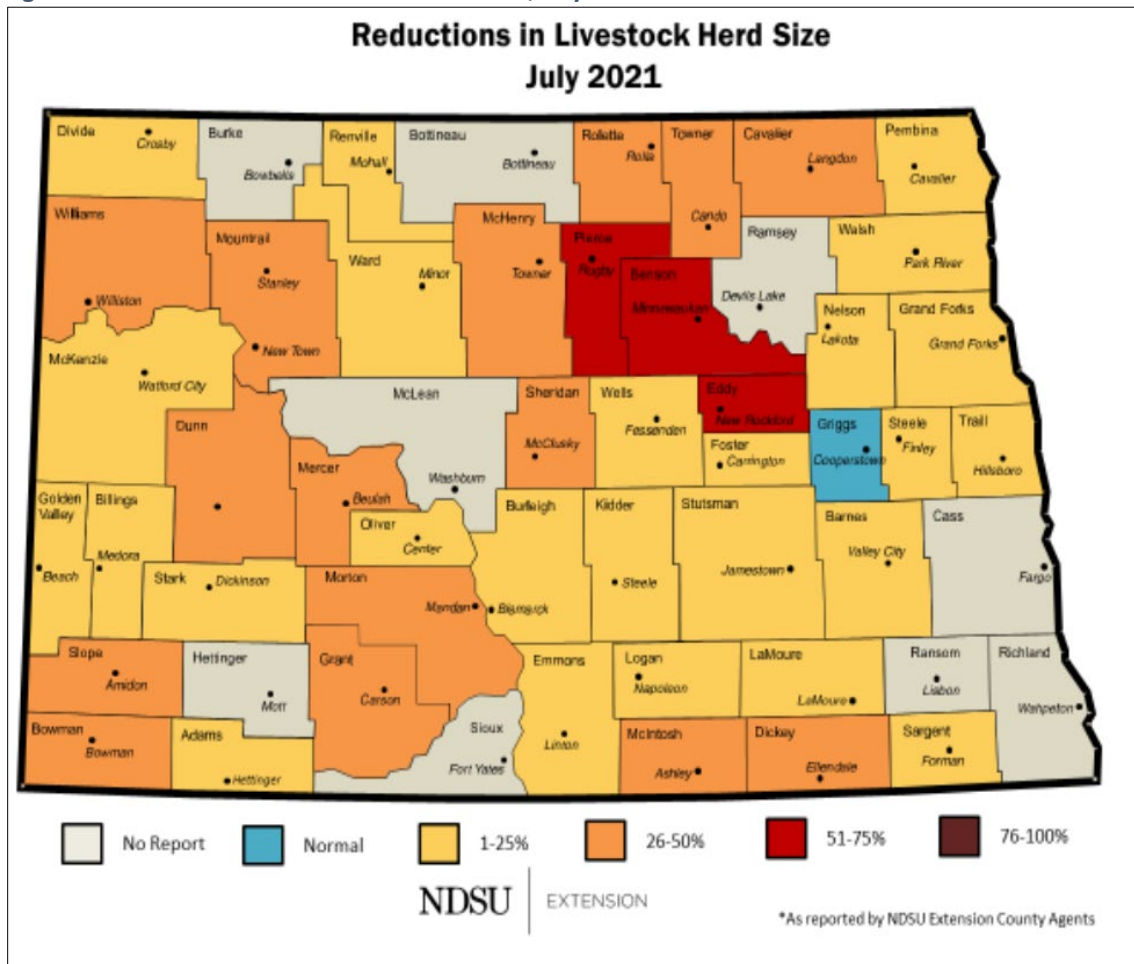 Reductions in Livestock Herd Size
July 2021
Divide
Crosby
Burke
Bowbells
Renville
Mohall
Bottineau
Bottineau
Rolette
Rolla
Towner
Cando
Cavalier
Langdon
Pembina
Cavalier
Williams
Williston
Mountrail
Stanley
New Town
Ward
Minor
McHenry
Towner
Pierce
Rugby
Benson
Minnewaukan
Ramsey
Devils Lake
Walsh
Park River
Nelson
Lakota
Grand Forks
Grand Forks
McKenzie
Watford City
Dunn
McLean
Washburn
Mercer
Beulah
Sheridan
McClusky
Wells
Fessenden
Eddy
New Rockford
Foster
Carrington
Griggs
Cooperstown
Steele
Finley
Traill
Hillsboro
Golden
Valley
Beach
Billings
Medora
Stark
Dickinson
Oliver
Center
Morton
Mandan
Burleigh
Bismarck
Kidder
Steele
Stutsman
Jamestown
Barnes
Valley City
Cass
Fargo
Slope
Amidon
Hettinger
Mott
Grant
Carson
Sioux
Fort Yates
Emmons
Linton
Logan
Napoleon
LaMoure
LaMoure
Ransom
Lisbon
Richland
Wahpeton
Bowman
Bowman
Adams
Hettinger
McIntosh
Ashley
Dickey
Ellendale
Sargent
Forman
No Report
Normal
1-25%
26-50%
51-75%
76-100%
NDSU
EXTENSION
*As reported by NDSU Extension County Agents